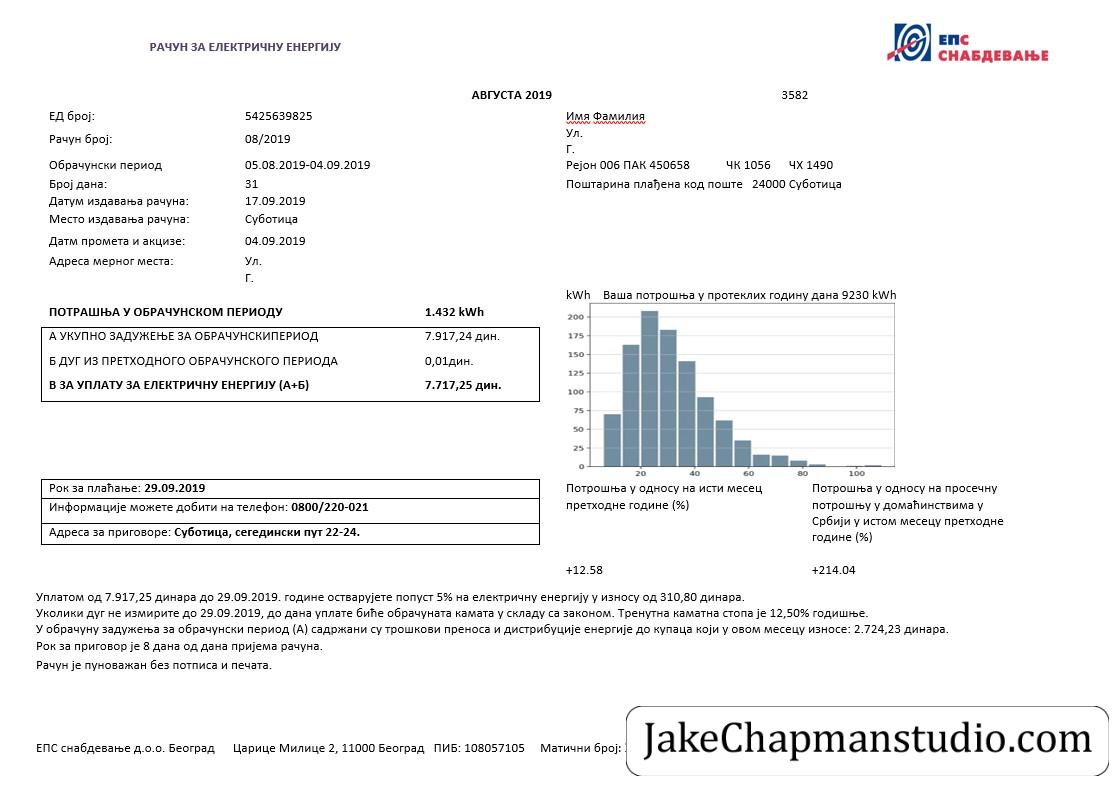 РАЧУН ЗА ЕЛЕКТРИЧНУ ЕНЕРГИЈУ
ЕПС
СНАБДЕВАЊЕ
АВГУСТА 2019 3582
ЕД број: 5425639825
Рачун број: 08/2019
Обрачунски период 05.08.2019-04.09.2019
Број дана: 31
Датум издавања рачуна: 17.09.2019
Место издавања рачуна: Суботица
Датм промета и акцизе: 04.09.2019
Адреса мерног места: Ул.
Г.
Имя Фамилия
Ул.
Г.
Рејон 006 ПАК 450658 ЧК 1056 ЧХ 1490
Поштарина плађена код поште 24000 Суботица
ПОТРАШЊА У ОБРАЧУНСКОМ ПЕРИОДУ 1.432 kWh
А УКУПНО ЗАДУЖЕЊЕ ЗА ОБРАЧУНСКИПЕРИОД 7.917,24 дин.
Б ДУГ ИЗ ПРЕТХОДНОГ ОБРАЧУНСКОГ ПЕРИОДА 0,01дин.
В ЗА УПЛАТУ ЗА ЕЛЕКТРИЧНУ ЕНЕРГИЈУ (А+Б) 7.717,25 дин.
kWh Ваша потрошња у протеклих годину дана 9230 kWh
200
175
150
125
100
75
50
25
0
20 40 60 80 100
Рок за плаћање: 29.09.2019
Информације можете добити на телефон: 0800/220-021
Адреса за приговоре: Суботица, сегедински пут 22-24.
Потрошња у односу на исти месец
претходне године (%)
+12.58
Потрошња у односу на просечну
потрошњу у домаћинствима у
Србији у истом месецу претходне
године (%)
+214.04
Уплатом од 7.917,25 динара до 29.09.2019. године остварујете попуст 5% на електричну енергију у износу од 310,80 динара.
Уколики дуг не измирите до 29.09.2019, до дана уплате биће обрачуната камата у складу са законом. Тренутна каматна стопа је 12,50% годишње.
У обрачуну задужења за обрачунски период (А) садржани су трошкови преноса и дистрибуције енергије до купаца који у овом месецу износе: 2.724,23 динара.
Рок за приговор је 8 дана од дана пријема рачуна.
Рачун је пуноважан без потписа и печата.
ЕПС снабдевање д.о.о. Београд Царице Милице 2, 11000 Београд ПИБ: 108057105 Матични број:
JakeChapmanstudio.com